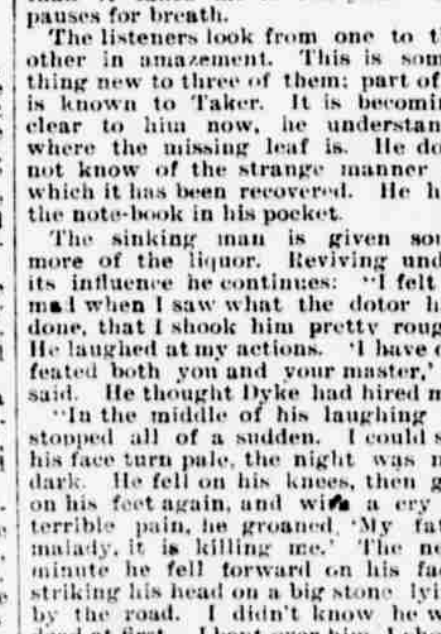 pauses for breath.
The listeners look from one to t
other in amazement. This is som
thing new to three of them; part of
is known to Taker. It is becomin
clear to him now, he understan
where the missing leaf is. He do
not know of the strange manner
which it has been recovered. He h
the note-book in his pocket.
The sinking man is given so
more of the liquor. Reviving und
its influence he continues: "I felt
mad when I saw what the dotor h
done, that I shook him pretty roug
He laughed at my actions. 'I have
feated both you and your master,'
said. He thought Dyke had hired m
"In the middle of his laughing
stopped all of a sudden. I could s
his face turn pale, the night was n
dark. He fell on his knees, then g
on his feet again, and with a cry
terrible pain, he groaned, 'My fat
malady, it is killing me.' The ne
minute he fell forward on his fac
striking his head on a big stone lyi
by the road. I didn't know he w